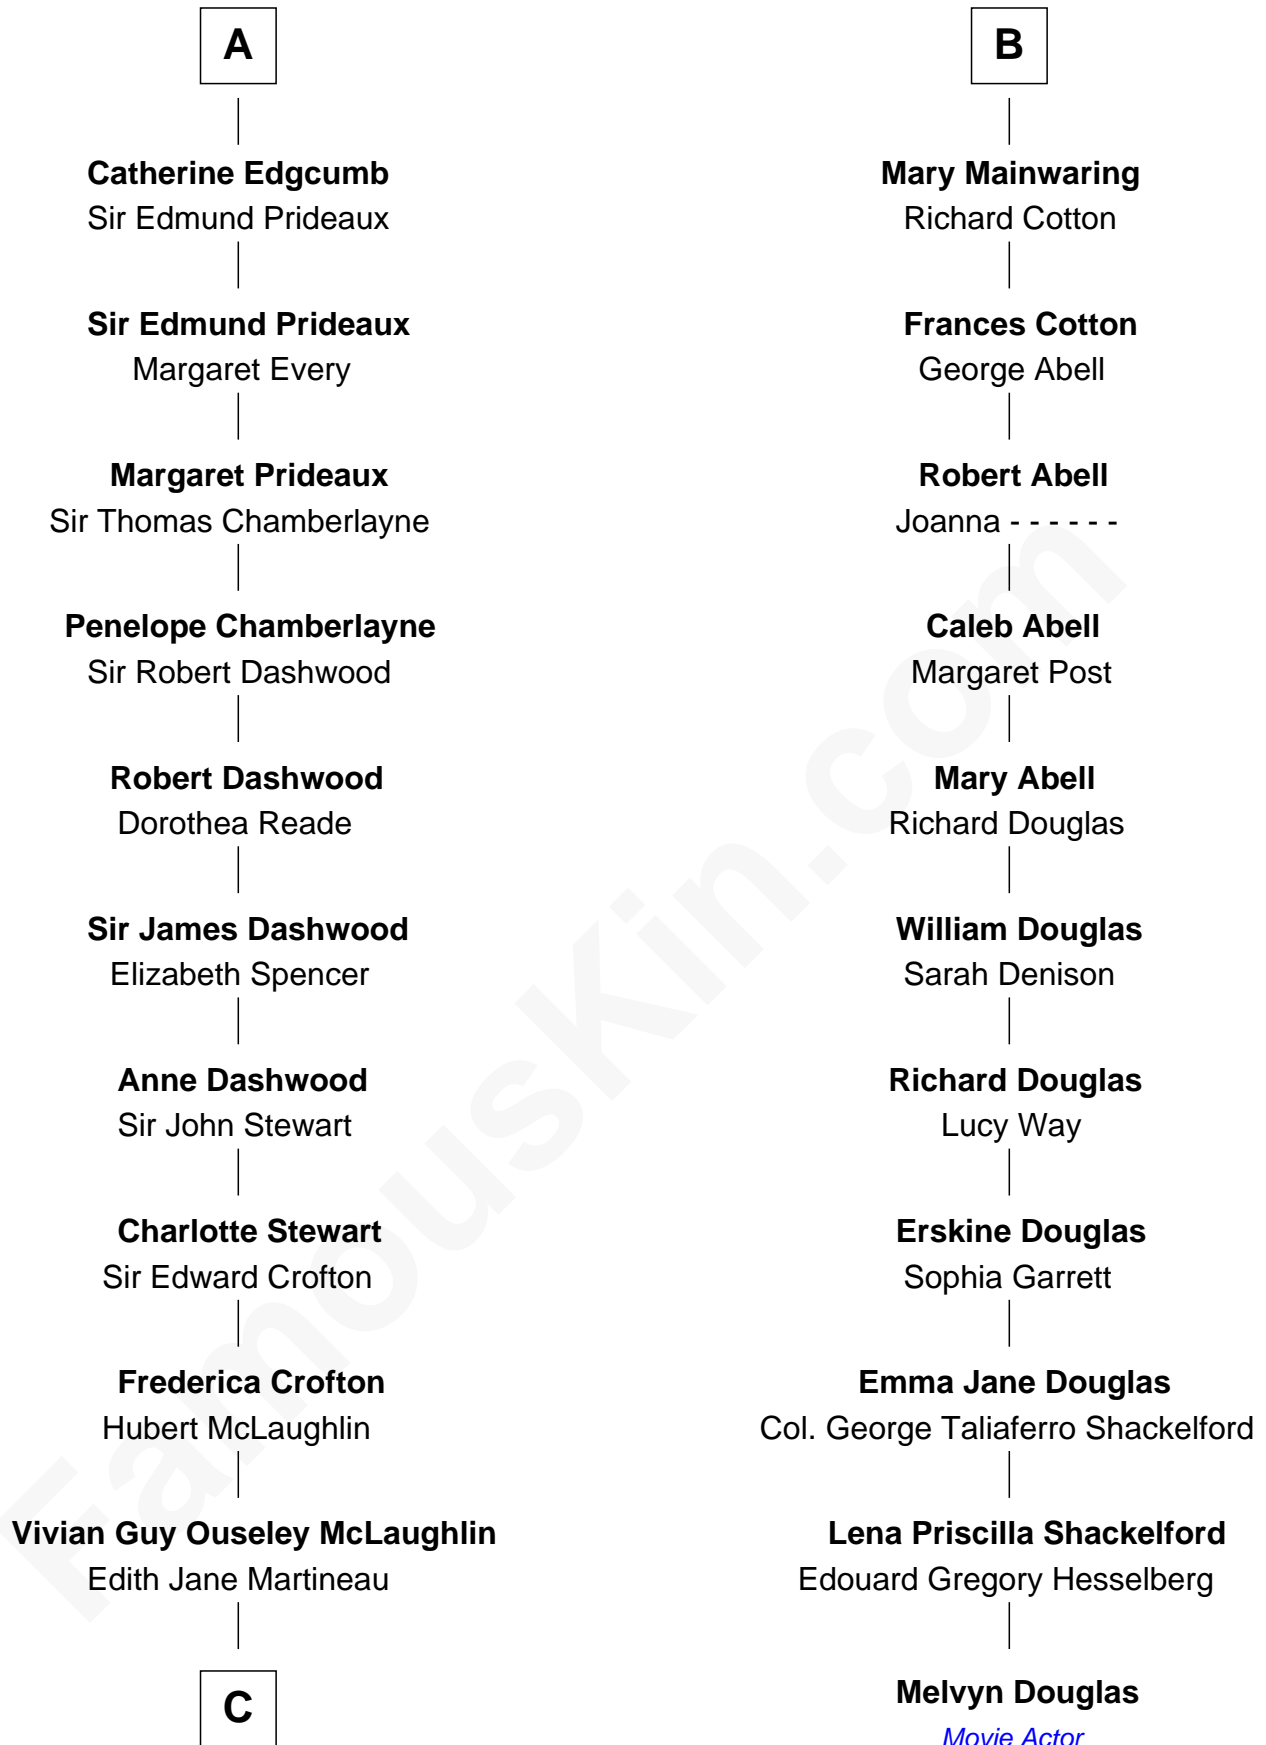 A
Catherine Edgcumb
Sir Edmund Prideaux
Sir Edmund Prideaux
Margaret Every
Margaret Prideaux
Sir Thomas Chamberlayne
Penelope Chamberlayne
Sir Robert Dashwood
Robert Dashwood
Dorothea Reade
Sir James Dashwood
Elizabeth Spencer
Anne Dashwood
Sir John Stewart
Charlotte Stewart
Sir Edward Crofton
Frederica Crofton
Hubert McLaughlin
Vivian Guy Ouseley McLaughlin
Edith Jane Martineau
C
B
Mary Mainwaring
Richard Cotton
Frances Cotton
George Abell
Robert Abell
Joanna - - - - - -
Caleb Abell
Margaret Post
Mary Abell
Richard Douglas
William Douglas
Sarah Denison
Richard Douglas
Lucy Way
Erskine Douglas
Sophia Garrett
Emma Jane Douglas
Col. George Taliaferro Shackelford
Lena Priscilla Shackelford
Edouard Gregory Hesselberg
Melvyn Douglas
Movie Actor
FamousKin.com